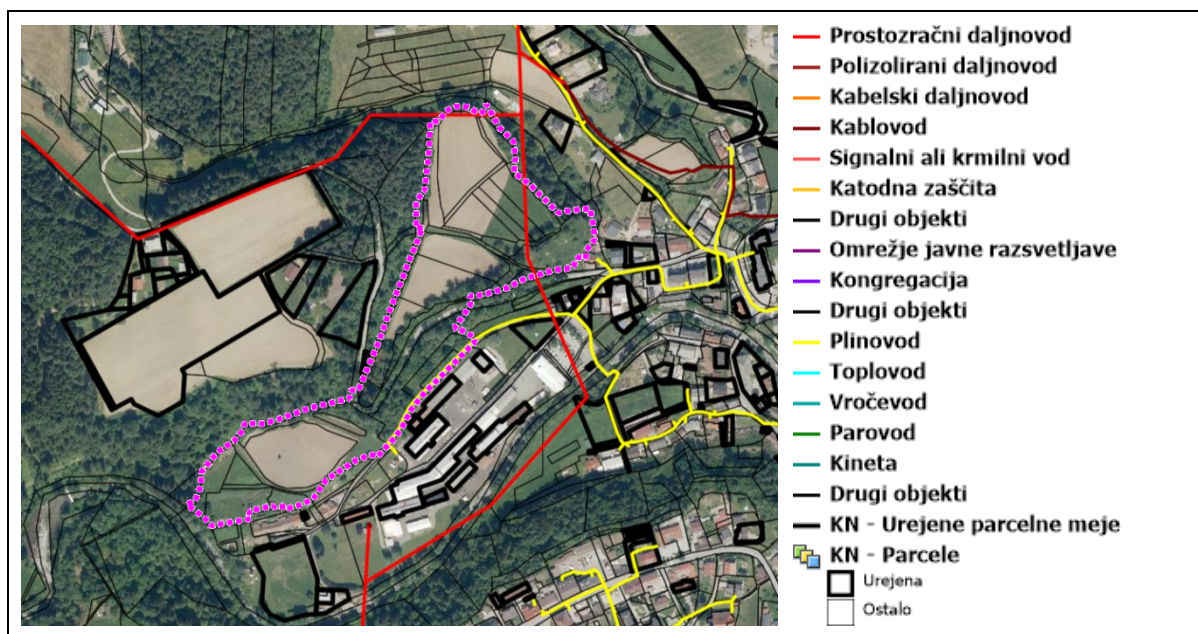 Prostozračni daljnovod
Polizolirani daljnovod
Kabelski daljnovod
Kablovod
Signalni ali krmilni vod
Katodna zaščita
Drugi objekti
Omrežje javne razsvetljave
Kongregacija
Drugi objekti
Plinovod
Toplovod
Vročevod
Parovod
Kineta
Drugi objekti
KN - Urejene parcelne meje
KN - Parcele
Urejena
Ostalo